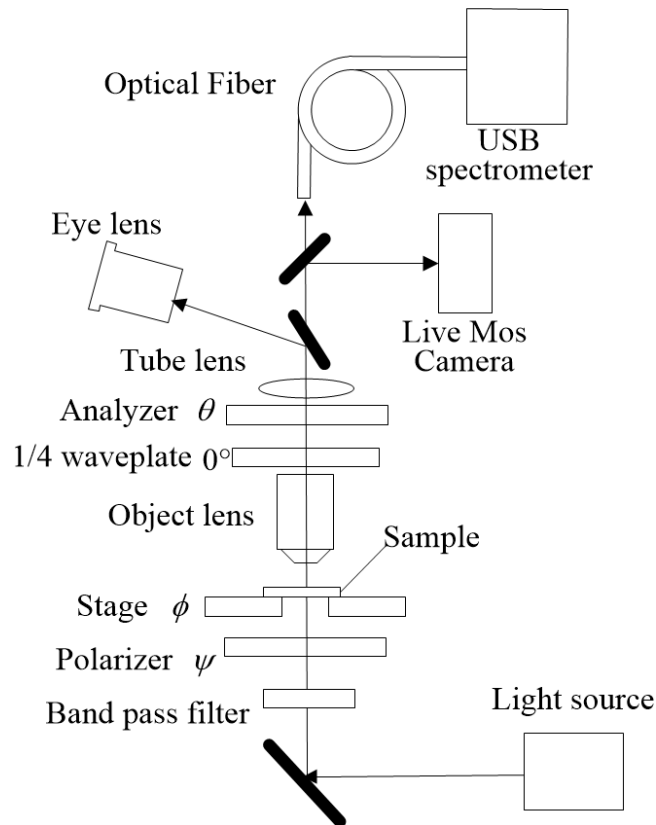 Optical Fiber
USB
spectrometer
Eye lens
Live Mos
Camera
Tube lens
Analyzer θ
1/4 waveplate 0°
Object lens
Sample
Stage ϕ
Polarizer ψ
Band pass filter
Light source